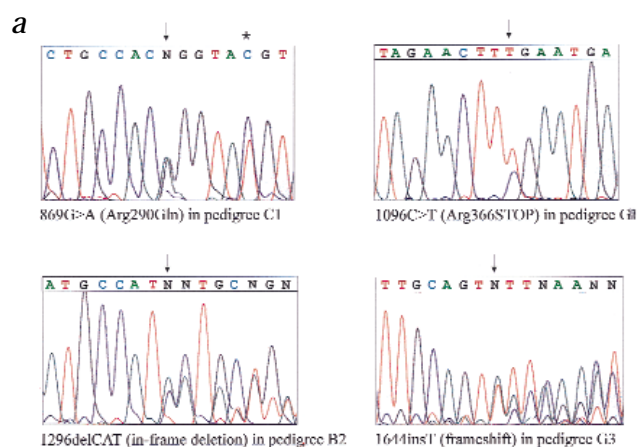 a
*
C T G C C A C N G G T A C G T
869G>A (Arg290Gln) in pedigree C1
T A G A A C T T T G A A T G A
1096C>T (Arg366STOP) in pedigree
A T G C C A T N N T G C N G N
1296delCAT (in-frame deletion) in pedigree B2
T T G C A G T N T T N A A N N
1644insT (frameshift) in pedigree G3